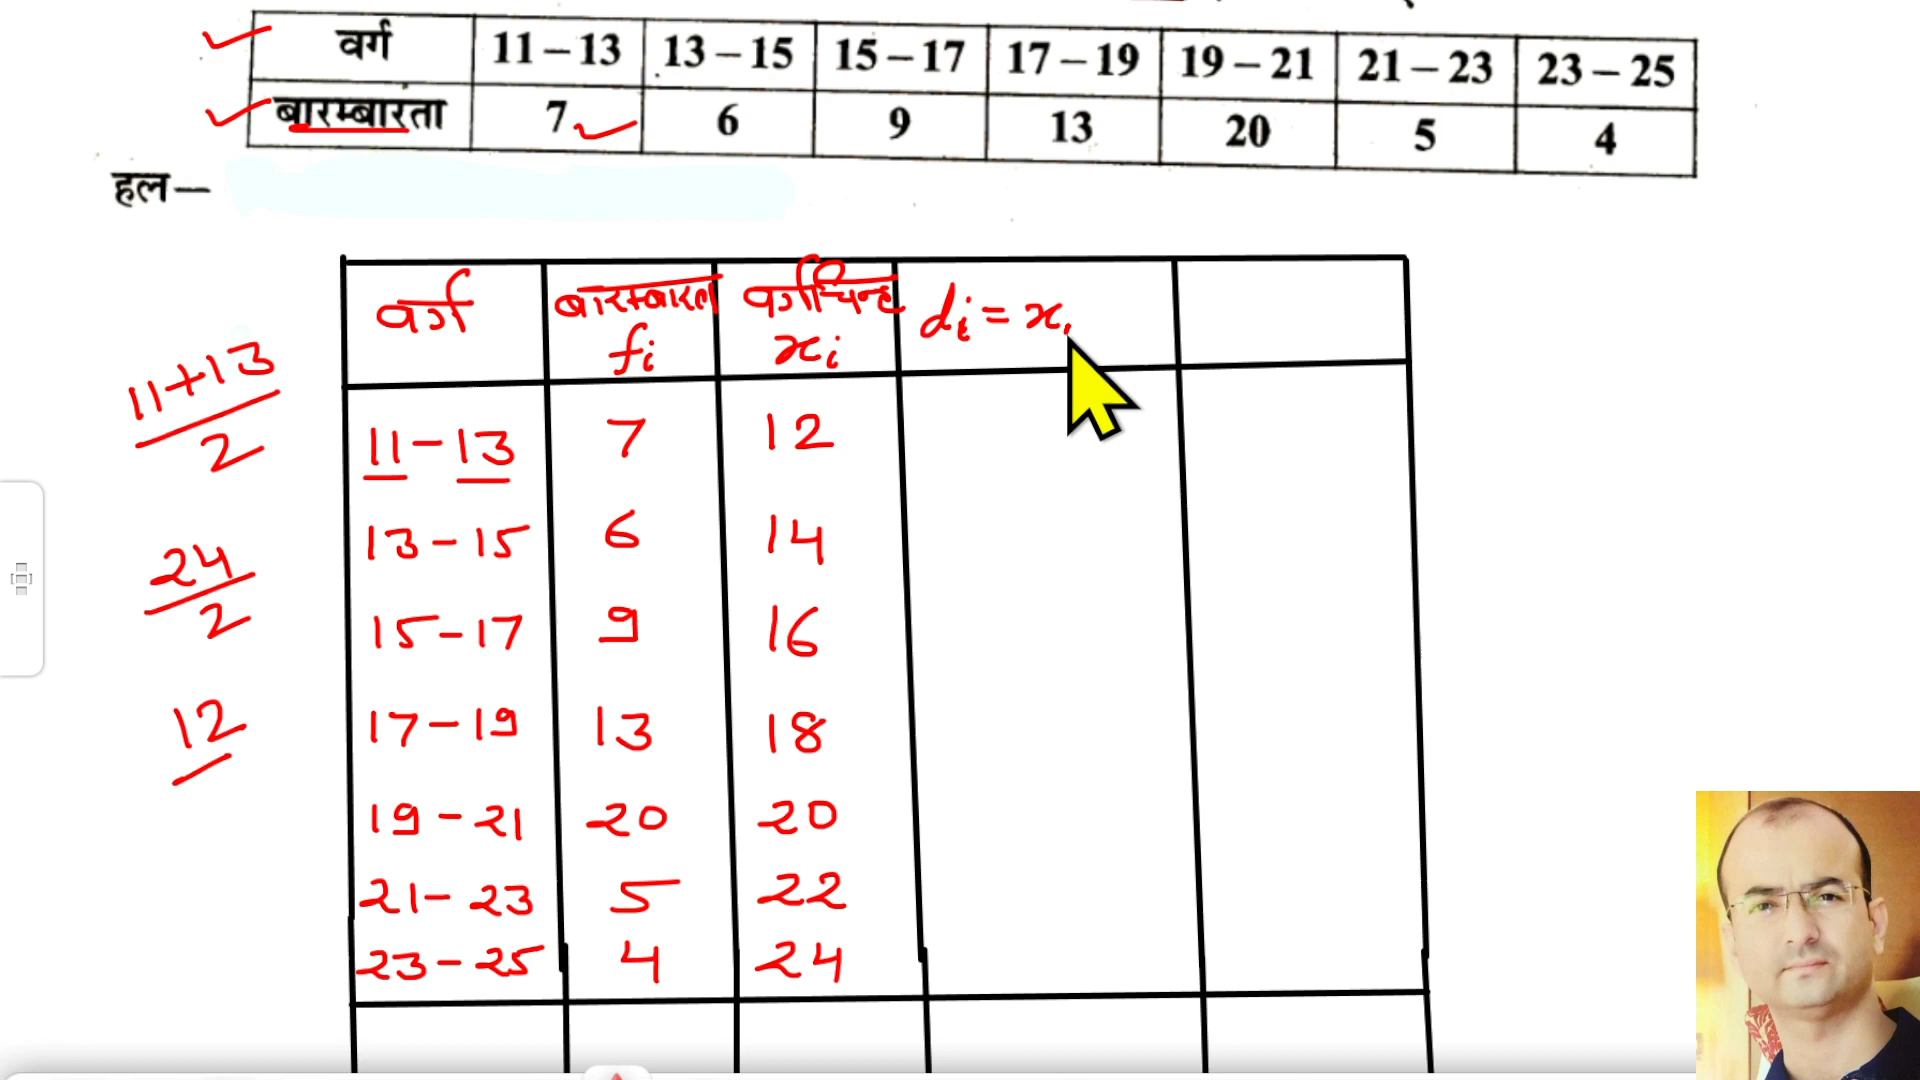 वर्ग 11 – 13 13 – 15 15 – 17 17 – 19 19 – 21 21 – 23 23 – 25
बारम्बारता 7 6 9 13 20 5 4
हल—
वर्ग बारम्बारता fi वर्गचिन्ह xi di = x
11+13/2
11 - 13 7 12
13 - 15 6 14
24/2
15 - 17 9 16
12
17 - 19 13 18
19 - 21 20 20
21 - 23 5 22
23 - 25 4 24